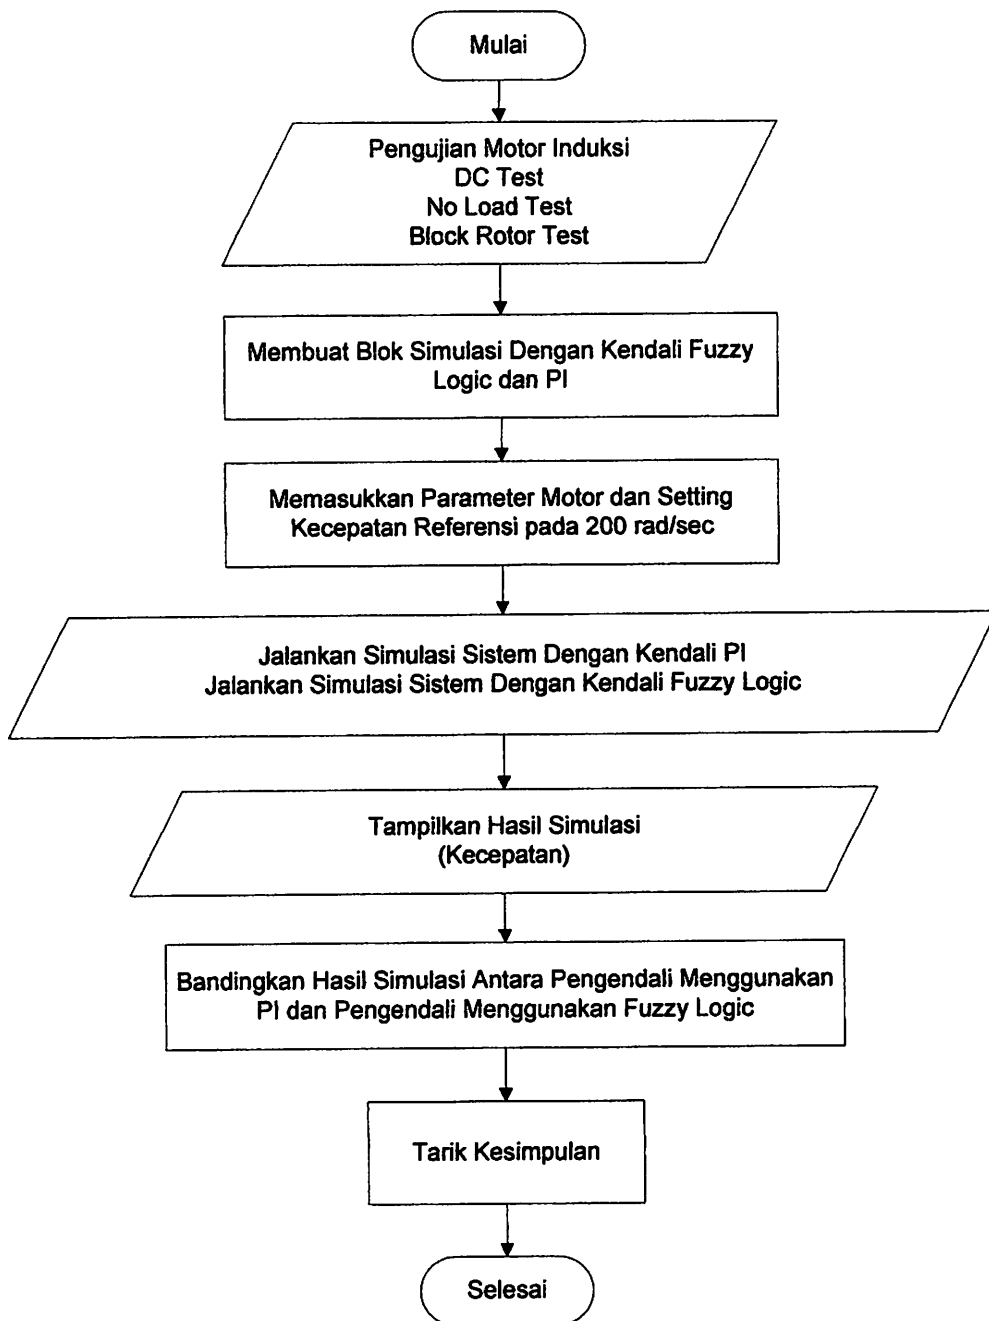 Mulai
Pengujian Motor Induksi
DC Test
No Load Test
Block Rotor Test
Membuat Blok Simulasi Dengan Kendali Fuzzy
Logic dan PI
Memasukkan Parameter Motor dan Setting
Kecepatan Referensi pada 200 rad/sec
Jalankan Simulasi Sistem Dengan Kendali PI
Jalankan Simulasi Sistem Dengan Kendali Fuzzy Logic
Tampilkan Hasil Simulasi
(Kecepatan)
Bandingkan Hasil Simulasi Antara Pengendali Menggunakan
PI dan Pengendali Menggunakan Fuzzy Logic
Tarik Kesimpulan
Selesai